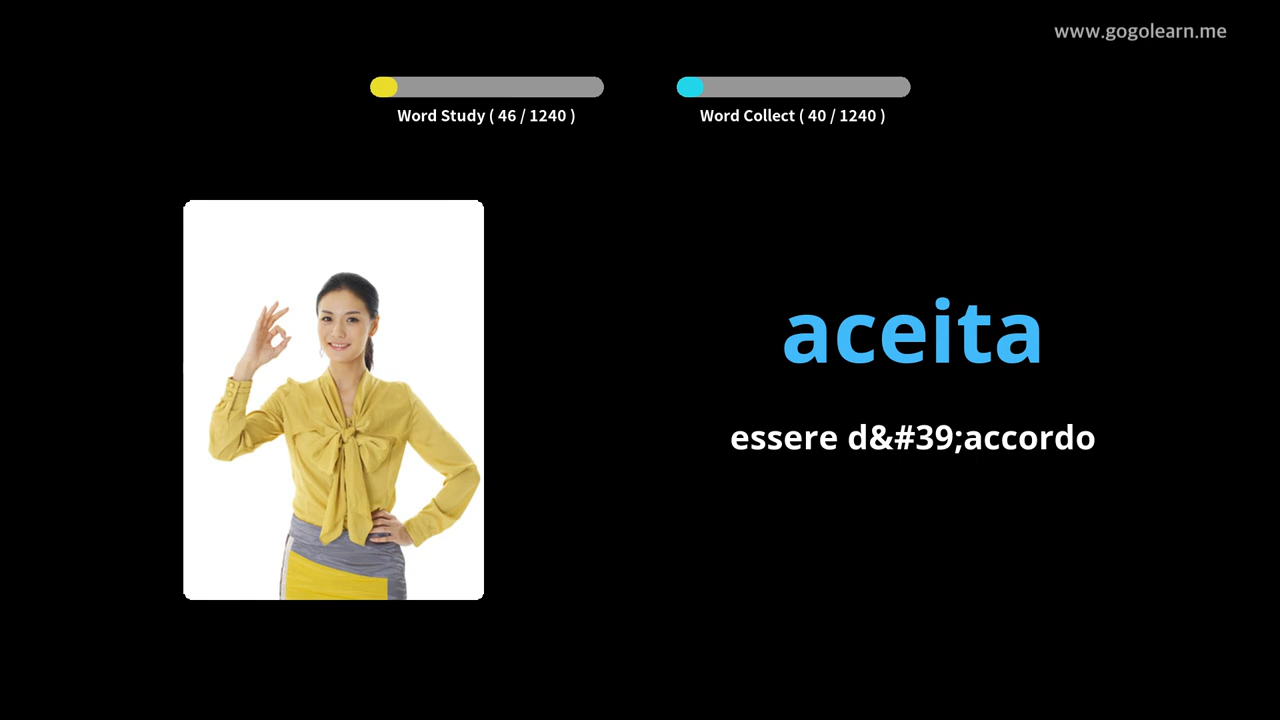 www.gogolearn.me
Word Study ( 46 / 1240 )
Word Collect ( 40 / 1240 )
aceita
essere d&#39;accordo